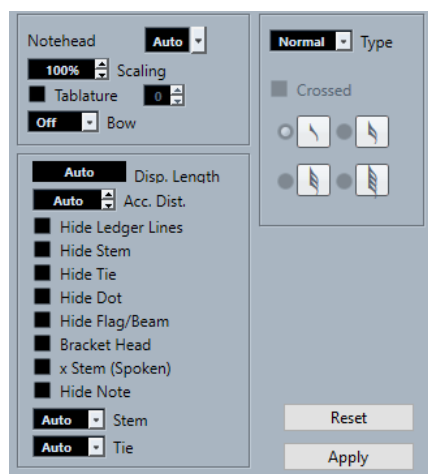 Notehead Auto
100% Scaling
Tablature 0
Off Bow
Auto Disp. Length
Auto Acc. Dist.
Hide Ledger Lines
Hide Stem
Hide Tie
Hide Dot
Hide Flag/Beam
Bracket Head
x Stem (Spoken)
Hide Note
Auto Stem
Auto Tie
Normal Type
Crossed
Reset
Apply